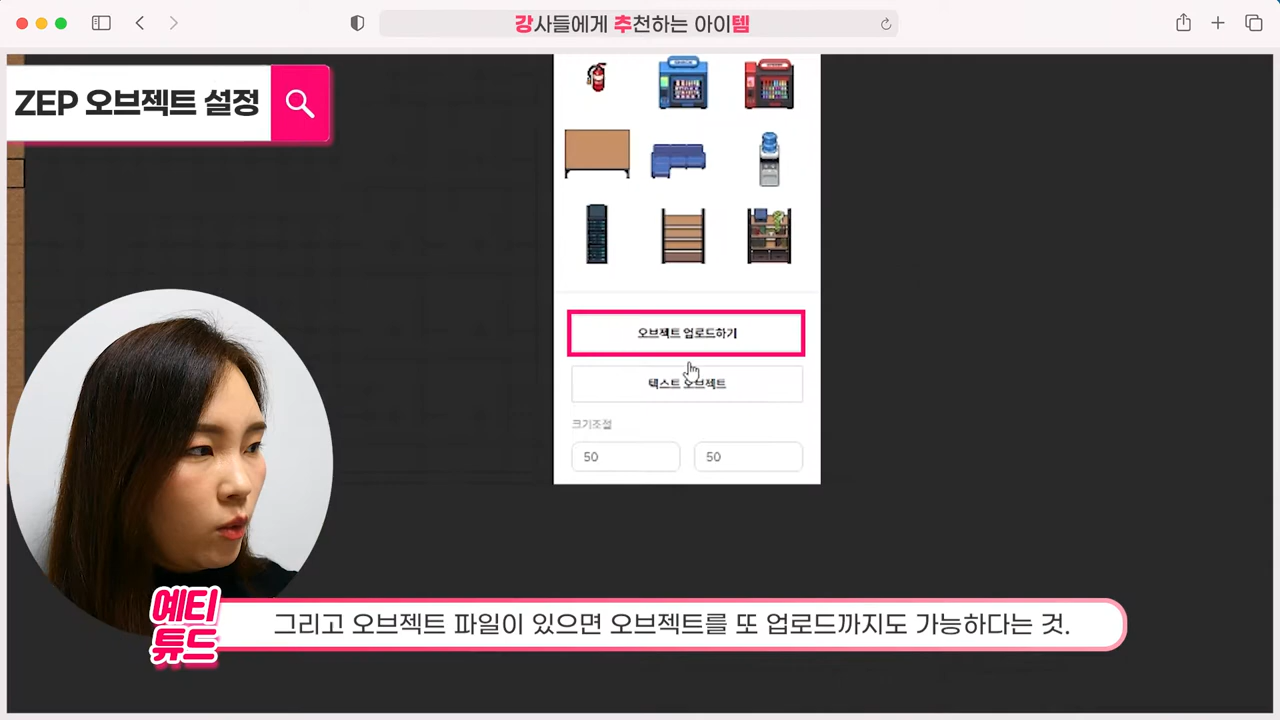 강사들에게 추천하는 아이템
ZEP 오브젝트 설정
오브젝트 업로드하기
텍스트 오브젝트
크기조절
50
50
예티
튜드
그리고 오브젝트 파일이 있으면 오브젝트를 또 업로드까지도 가능하다는 것.